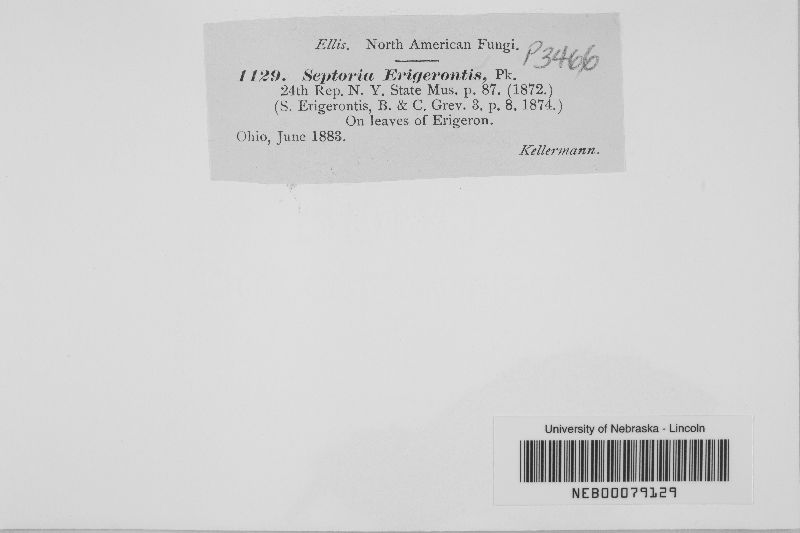 Ellis. North American Fungi.
P3466
1129. Septoria Erigerontis, Pk.
24th Rep. N. Y. State Mus. p. 87. (1872.)
(S. Erigerontis, B. & C. Grev. 3, p. 8, 1874.)
On leaves of Erigeron.
Ohio, June 1883.
Kellermann.
University of Nebraska - Lincoln
NEB00079129